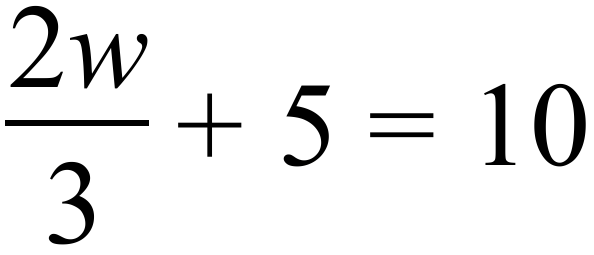 2w/3 + 5 = 10